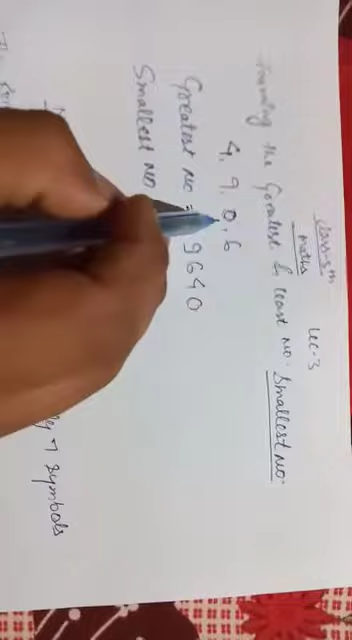 Class-5th Lec-3
Maths
the Greatest & least No. Smallest No.
4, 9, 0, 6
Greatest No = 9640
Smallest No
symbols